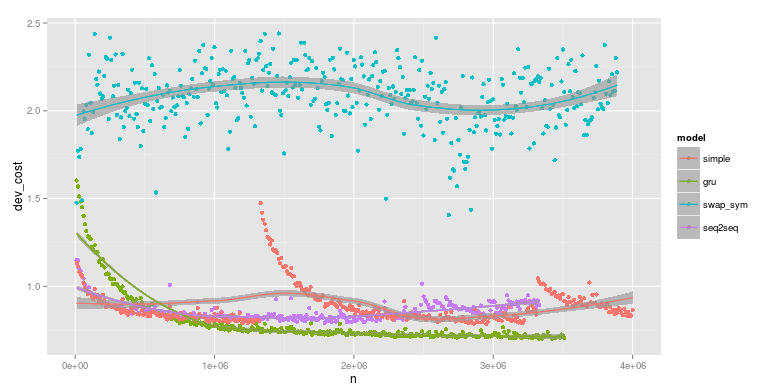 2.5
2.0
1.5
1.0
dev_cost
0e+00
1e+06
2e+06
3e+06
4e+06
n
model
simple
gru
swap_sym
seq2seq